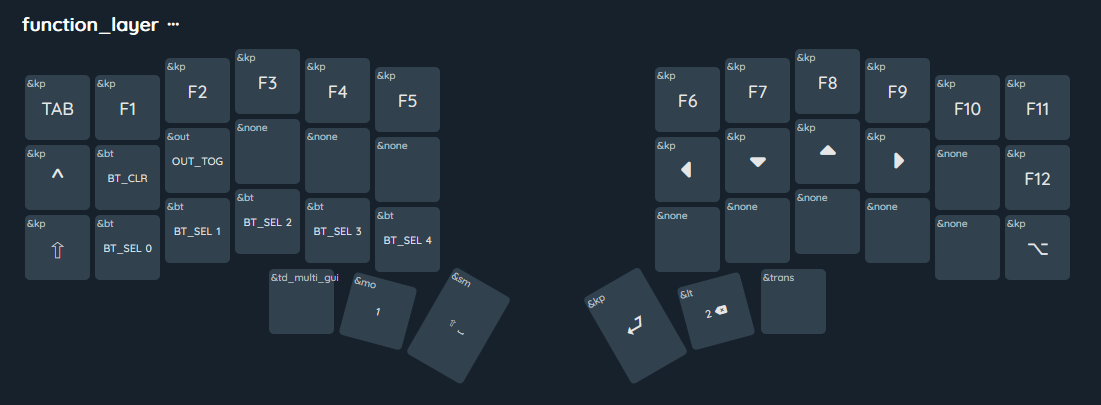 function_layer ···
&kp &kp &kp &kp &kp &kp &kp &kp &kp &kp &kp &kp
TAB F1 F2 F3 F4 F5 F6 F7 F8 F9 F10 F11
&kp &bt &out &none &none &none &kp &kp &kp &kp &none &kp
^ BT_CLR OUT_TOG ◀ ▼ ▲ ▶ F12
&kp &bt &bt &bt &bt &bt &none &none &none &none &none &kp
⇧ BT_SEL 0 BT_SEL 1 BT_SEL 2 BT_SEL 3 BT_SEL 4 ⌥
&td_multi_gui &mo &sm &kp &lt &trans
1 ⇧ ⎵ ⏎ 2 ⌫